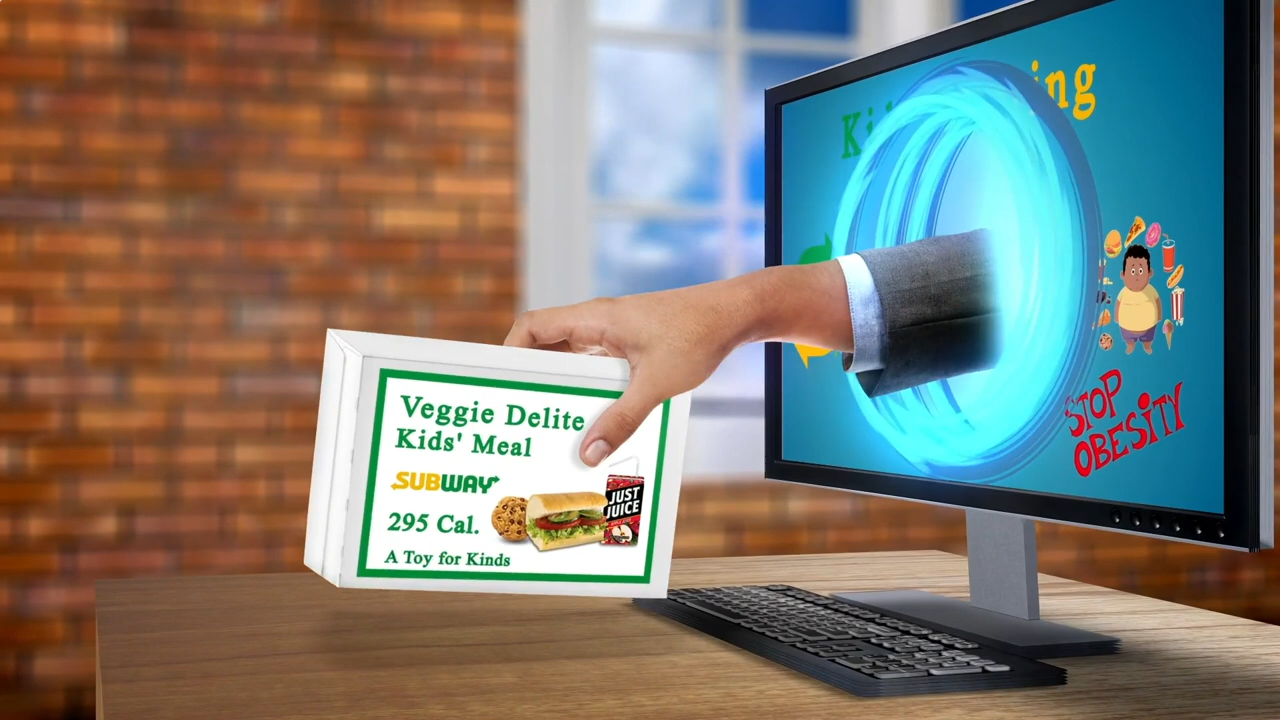 Veggie Delite
Kids' Meal
SUBWAY
295 Cal.
A Toy for Kinds
JUST
JUICE
STOP
OBESITY